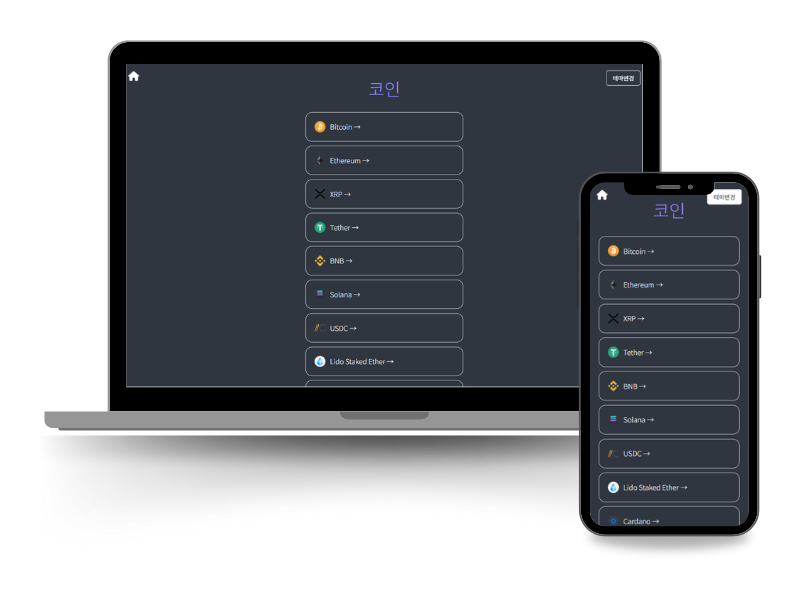 코인
테마변경
Bitcoin →
Ethereum →
XRP →
Tether →
BNB →
Solana →
USDC →
Lido Staked Ether →
테마변경
코인
Bitcoin →
Ethereum →
XRP →
Tether →
BNB →
Solana →
USDC →
Lido Staked Ether →
Cardano →